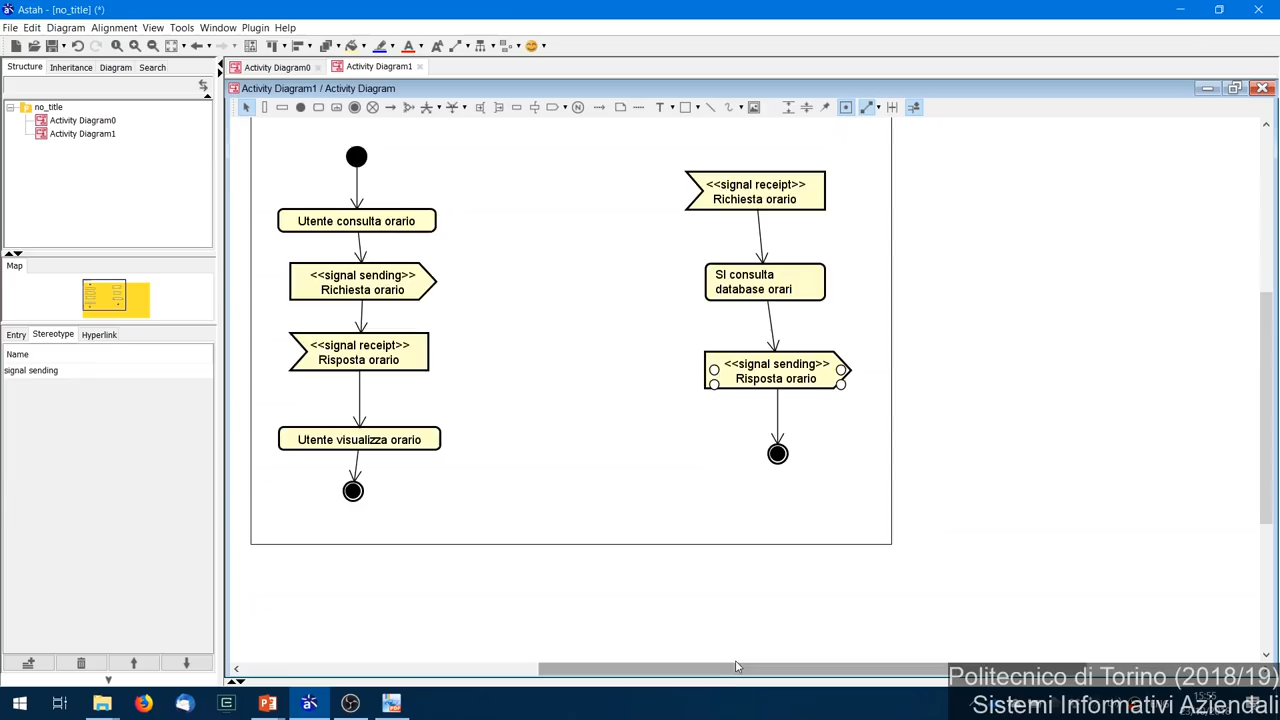 Astah - [no_title] (*)
File Edit Diagram Alignment View Tools Window Plugin Help
Structure Inheritance Diagram Search
Activity Diagram0 Activity Diagram1
Activity Diagram1 / Activity Diagram
no_title
Activity Diagram0
Activity Diagram1
Map
Entry Stereotype Hyperlink
Name
signal sending
Utente consulta orario
<<signal sending>>
Richiesta orario
<<signal receipt>>
Risposta orario
Utente visualizza orario
<<signal receipt>>
Richiesta orario
SI consulta
database orari
<<signal sending>>
Risposta orario
Politecnico di Torino (2018/19)
15:55
Sistemi Informativi Aziendali